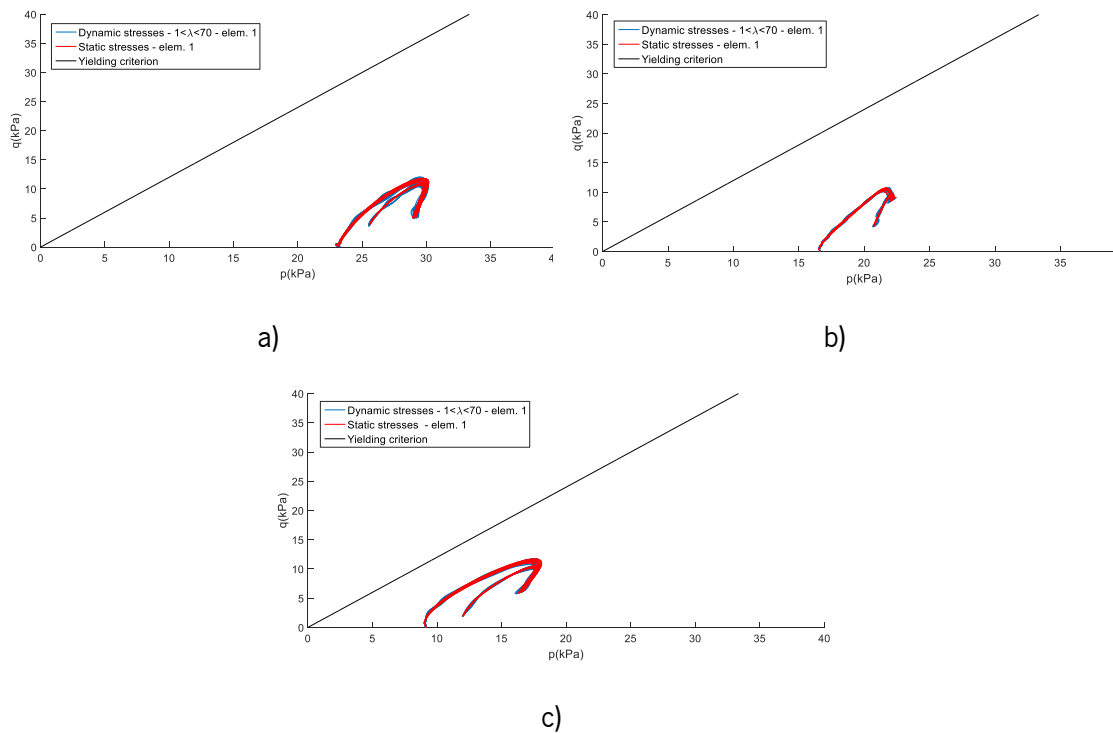 Dynamic stresses - 1<λ<70 - elem. 1
Static stresses - elem. 1
Yielding criterion
q(kPa)
40
35
30
25
20
15
10
5
0
0 5 10 15 20 25 30 35 40
p(kPa)
a)
Dynamic stresses - 1<λ<70 - elem. 1
Static stresses - elem. 1
Yielding criterion
q(kPa)
40
35
30
25
20
15
10
5
0
0 5 10 15 20 25 30 35
p(kPa)
b)
Dynamic stresses - 1<λ<70 - elem. 1
Static stresses - elem. 1
Yielding criterion
q(kPa)
40
35
30
25
20
15
10
5
0
0 5 10 15 20 25 30 35 40
p(kPa)
c)